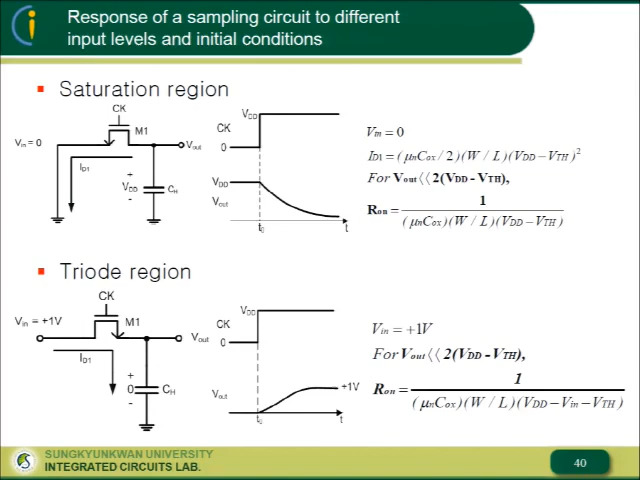 Response of a sampling circuit to different
input levels and initial conditions
Saturation region
CK
M1
Vin = 0
Vout
ID1
+
VDD
-
CH
VDD
CK
0
VDD
Vout
t0
t
Vin = 0
ID1 = (μnCox / 2)(W / L)(VDD − VTH)²
For Vout ⟨⟨ 2(VDD - VTH),
Ron = 1 / (μnCox)(W / L)(VDD − VTH)
Triode region
CK
Vin = +1V
M1
Vout
ID1
+
0
-
CH
VDD
CK
0
Vout
+1V
t0
t
Vin = +1V
For Vout ⟨⟨ 2(VDD - VTH),
Ron = 1 / (μnCox)(W / L)(VDD − Vin − VTH)
SUNGKYUNKWAN UNIVERSITY
INTEGRATED CIRCUITS LAB.
40